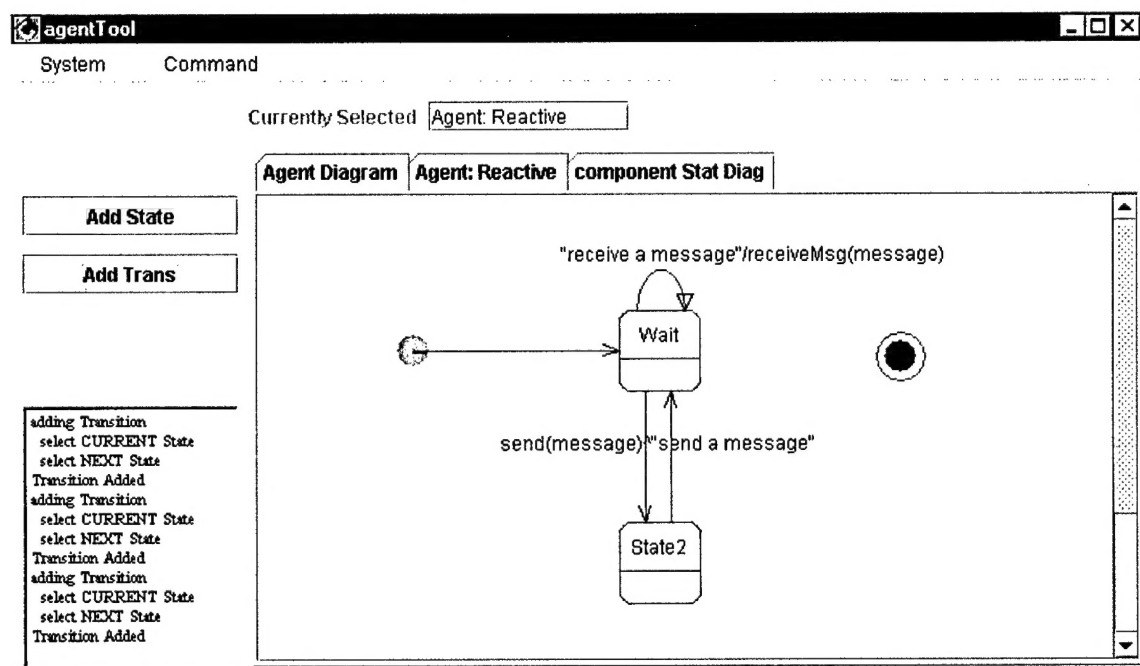 agentTool
System Command
Currently Selected Agent: Reactive
Agent Diagram Agent: Reactive component Stat Diag
Add State
Add Trans
"receive a message"/receiveMsg(message)
Wait
send(message)^"send a message"
State2
adding Transition
select CURRENT State
select NEXT State
Transition Added
adding Transition
select CURRENT State
select NEXT State
Transition Added
adding Transition
select CURRENT State
select NEXT State
Transition Added